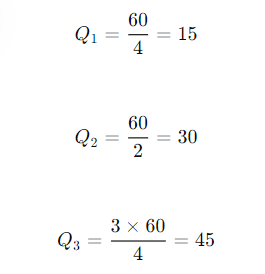 Q₁ = 60/4 = 15
Q₂ = 60/2 = 30
Q₃ = 3 × 60/4 = 45